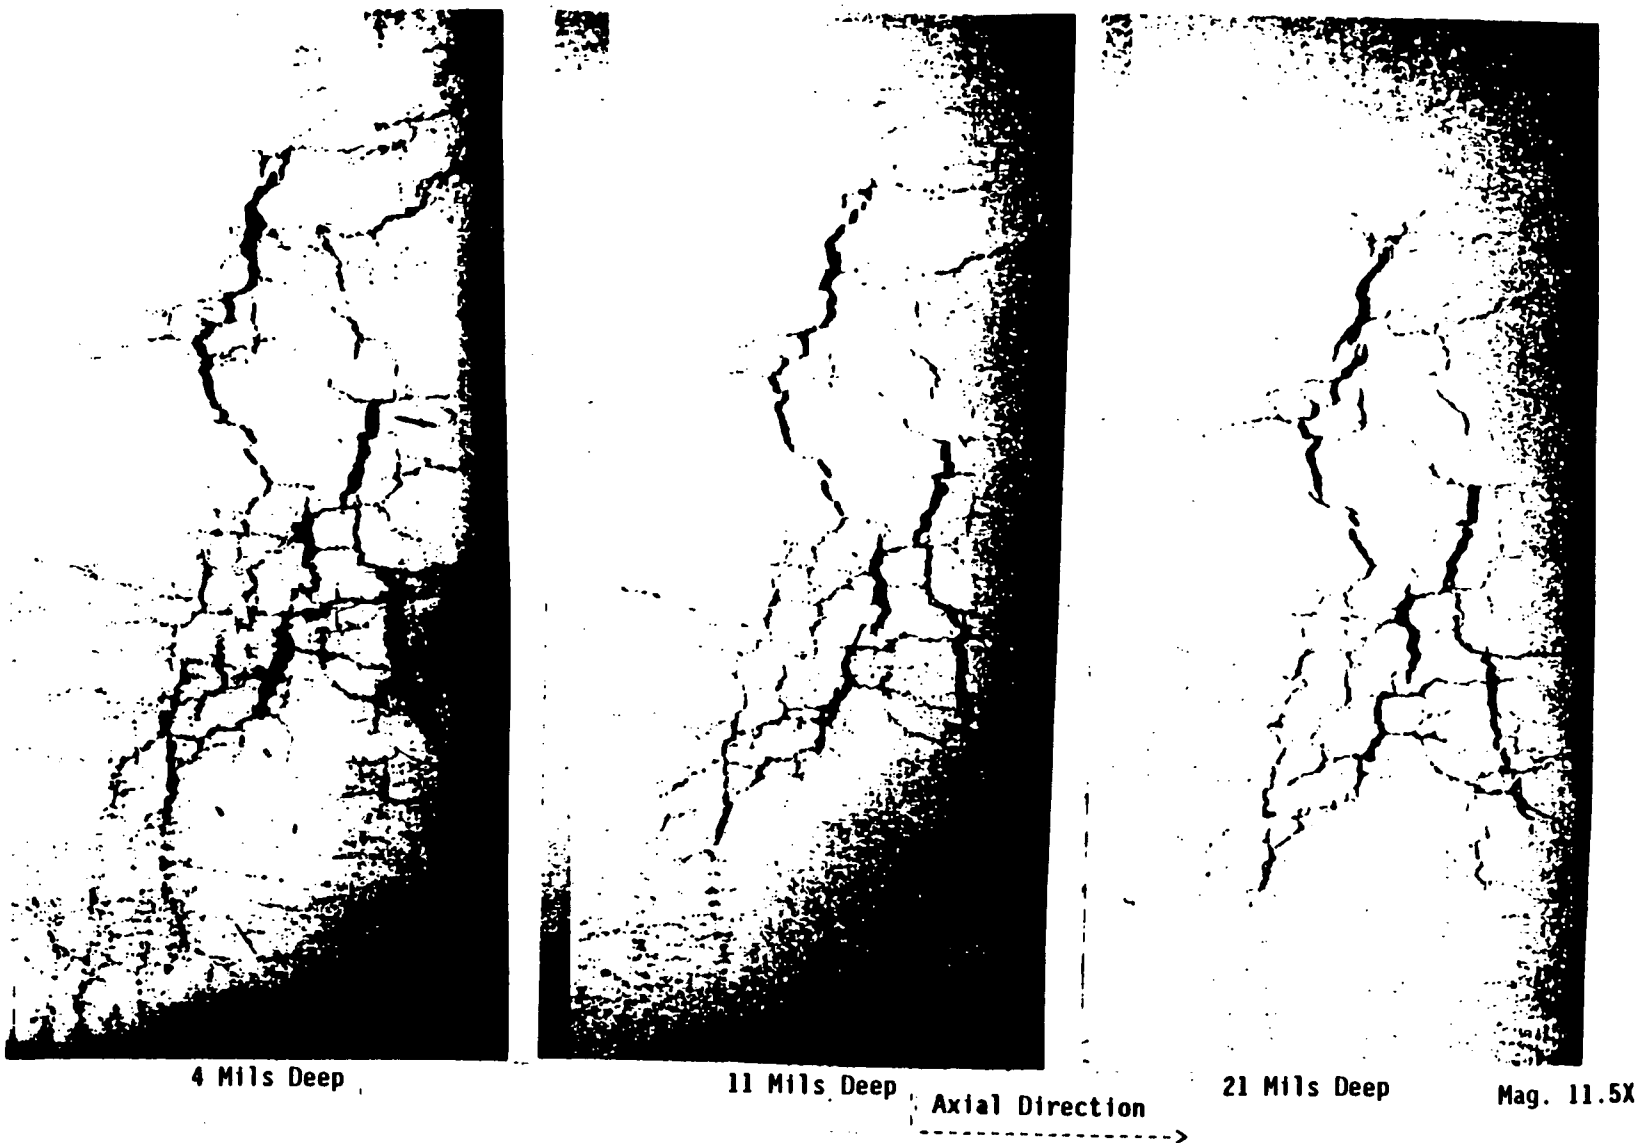 4 Mils Deep
11 Mils Deep
21 Mils Deep
Mag. 11.5X
Axial Direction